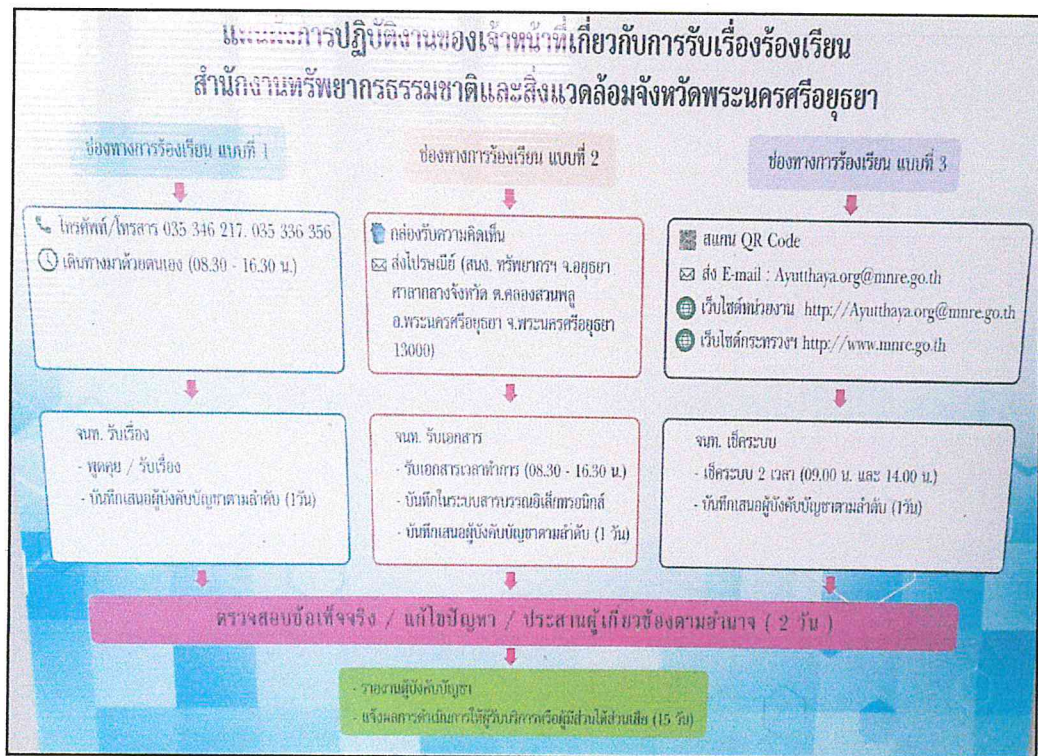 การปฏิบัติงานของเจ้าหน้าที่เกี่ยวกับการรับเรื่องร้องเรียน
สำนักงานทรัพยากรธรรมชาติและสิ่งแวดล้อมจังหวัดพระนครศรีอยุธยา
ช่องทางการร้องเรียน แบบที่ 1
โทรศัพท์/โทรสาร 035 346 217. 035 336 356
เดินทางมาด้วยตนเอง (08.30 - 16.30 น.)
จนท. รับเรื่อง
- พูดคุย / รับเรื่อง
- บันทึกเสนอผู้บังคับบัญชาตามลำดับ (1วัน)
ช่องทางการร้องเรียน แบบที่ 2
กล่องรับความคิดเห็น
ส่งไปรษณีย์ (สนง. ทรัพยากรฯ จ.อยุธยา
ศาลากลางจังหวัด ต.คลองสวนพลู
อ.พระนครศรีอยุธยา จ.พระนครศรีอยุธยา
13000)
จนท. รับเอกสาร
- รับเอกสารเวลาทำการ (08.30 - 16.30 น.)
- บันทึกในระบบสารบรรณอิเล็กทรอนิกส์
- บันทึกเสนอผู้บังคับบัญชาตามลำดับ (1 วัน)
ช่องทางการร้องเรียน แบบที่ 3
สแกน QR Code
ส่ง E-mail : Ayutthaya.org@mnre.go.th
เว็บไซต์หน่วยงาน http://Ayutthaya.org@mnre.go.th
เว็บไซต์กระทรวงฯ http://www.mnre.go.th
จนท. เช็คระบบ
- เช็คระบบ 2 เวลา (09.00 น. และ 14.00 น.)
- บันทึกเสนอผู้บังคับบัญชาตามลำดับ (1วัน)
ตรวจสอบข้อเท็จจริง / แก้ไขปัญหา / ประสานผู้เกี่ยวข้องตามอำนาจ ( 2 วัน )
- รายงานผู้บังคับบัญชา
- แจ้งผลการดำเนินการให้ผู้รับบริการหรือผู้มีส่วนได้ส่วนเสีย (15 วัน)